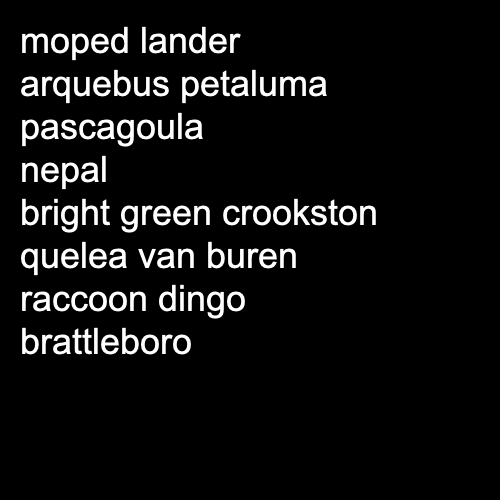 moped lander
arquebus petaluma
pascagoula
nepal
bright green crookston
quelea van buren
raccoon dingo
brattleboro